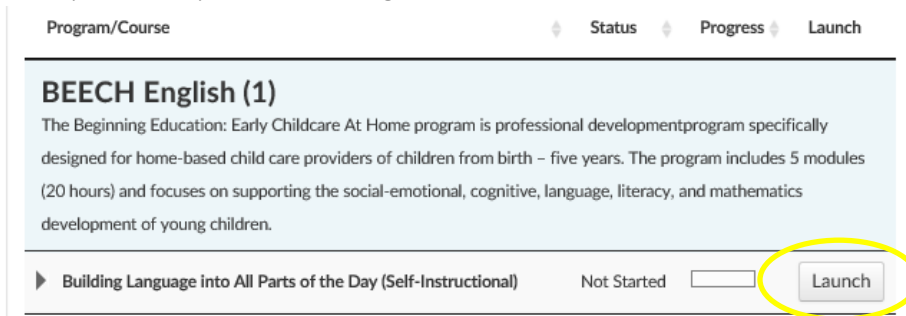 Program/Course Status Progress Launch
BEECH English (1)
The Beginning Education: Early Childcare At Home program is professional developmentprogram specifically
designed for home-based child care providers of children from birth – five years. The program includes 5 modules
(20 hours) and focuses on supporting the social-emotional, cognitive, language, literacy, and mathematics
development of young children.
Building Language into All Parts of the Day (Self-Instructional) Not Started Launch